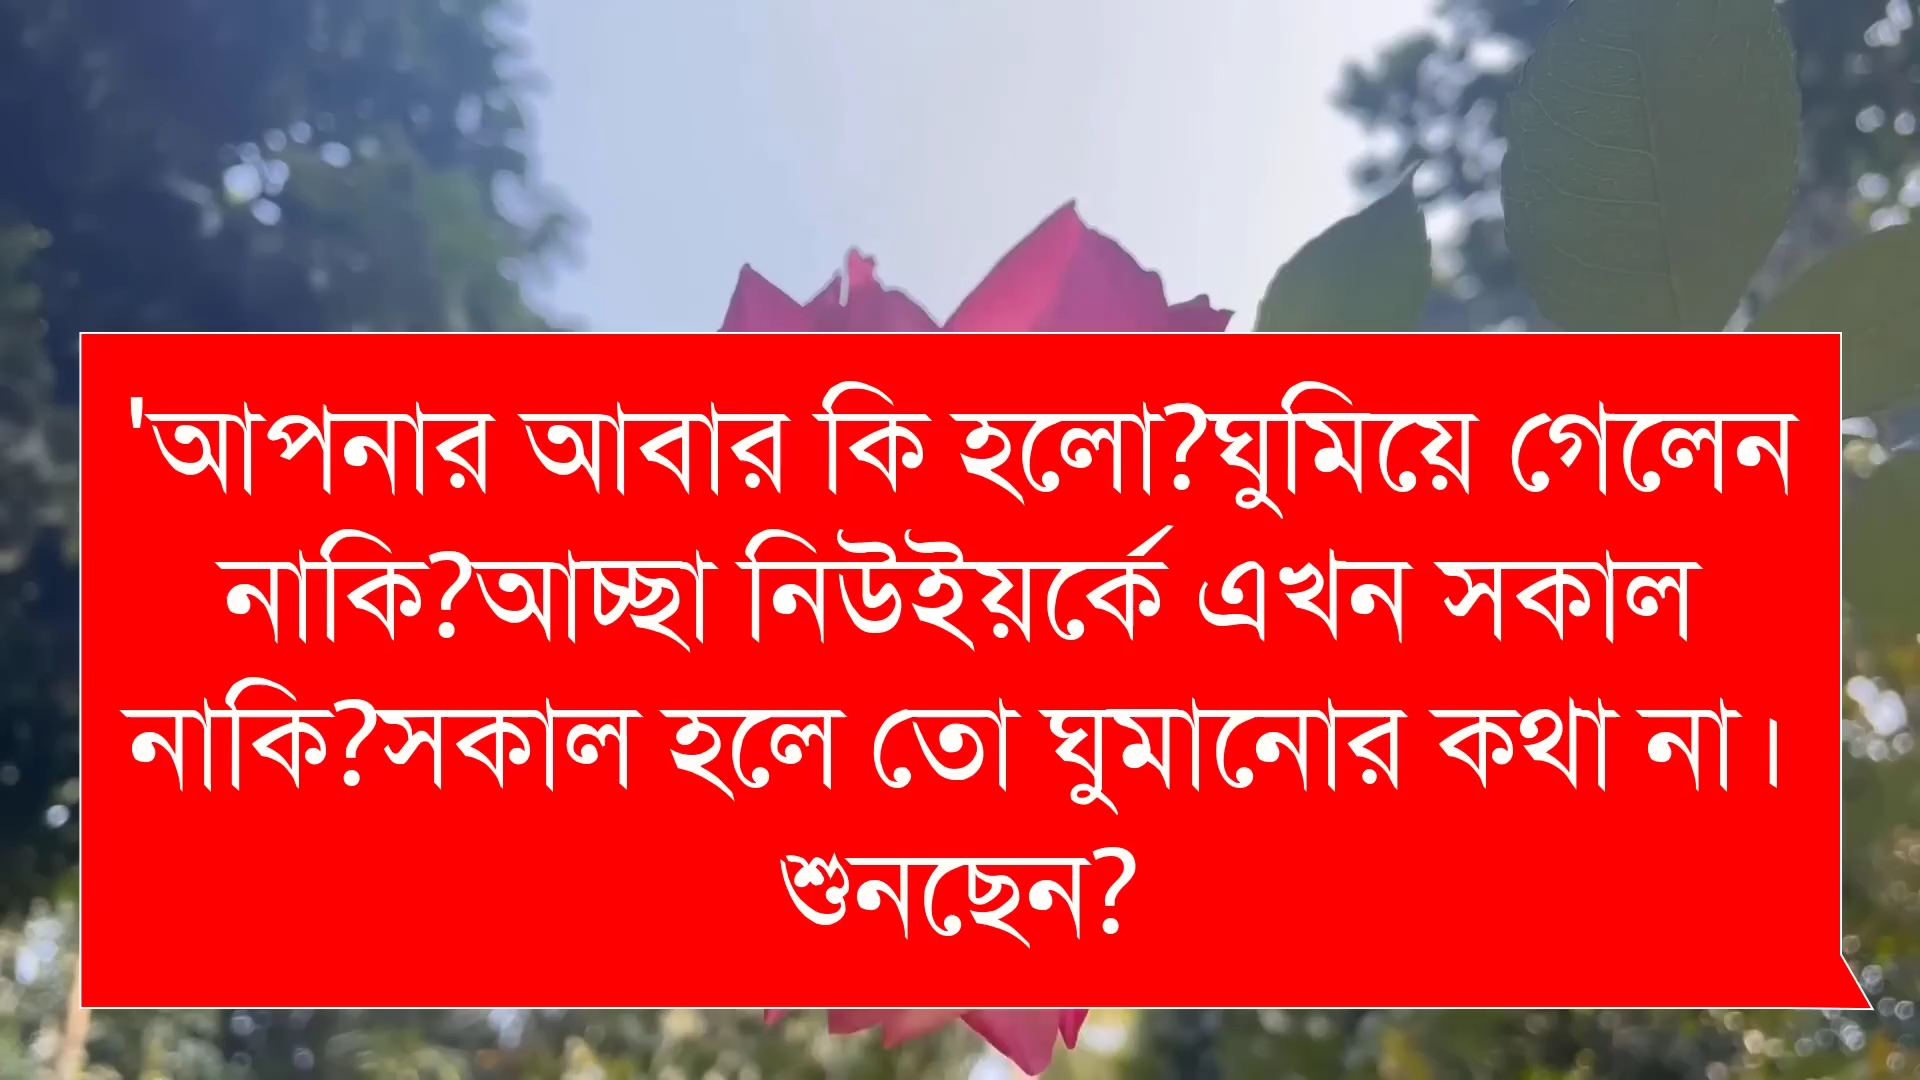 'আপনার আবার কি হলো?ঘুমিয়ে গেলেন
নাকি?আচ্ছা নিউইয়র্কে এখন সকাল
নাকি?সকাল হলে তো ঘুমানোর কথা না।
শুনছেন?